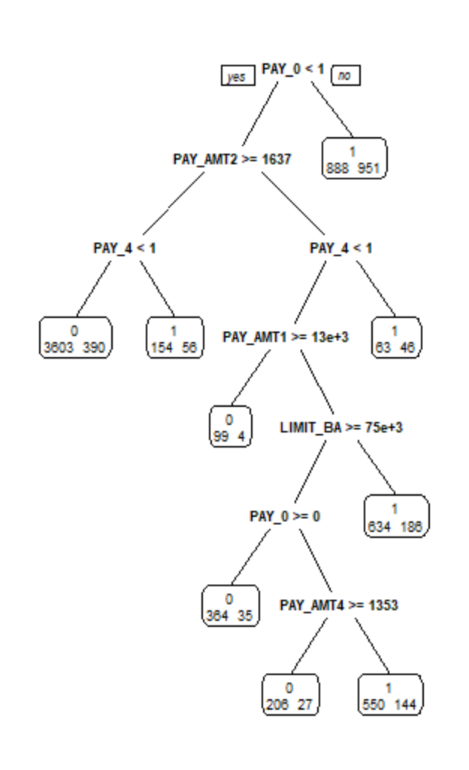 yes PAY_0 < 1 no
1
888 951
PAY_AMT2 >= 1637
PAY_4 < 1 PAY_4 < 1
0
3603 390
1
154 56
PAY_AMT1 >= 13e+3
1
63 46
0
99 4
LIMIT_BA >= 75e+3
1
634 186
PAY_0 >= 0
0
364 35
PAY_AMT4 >= 1353
0
206 27
1
550 144